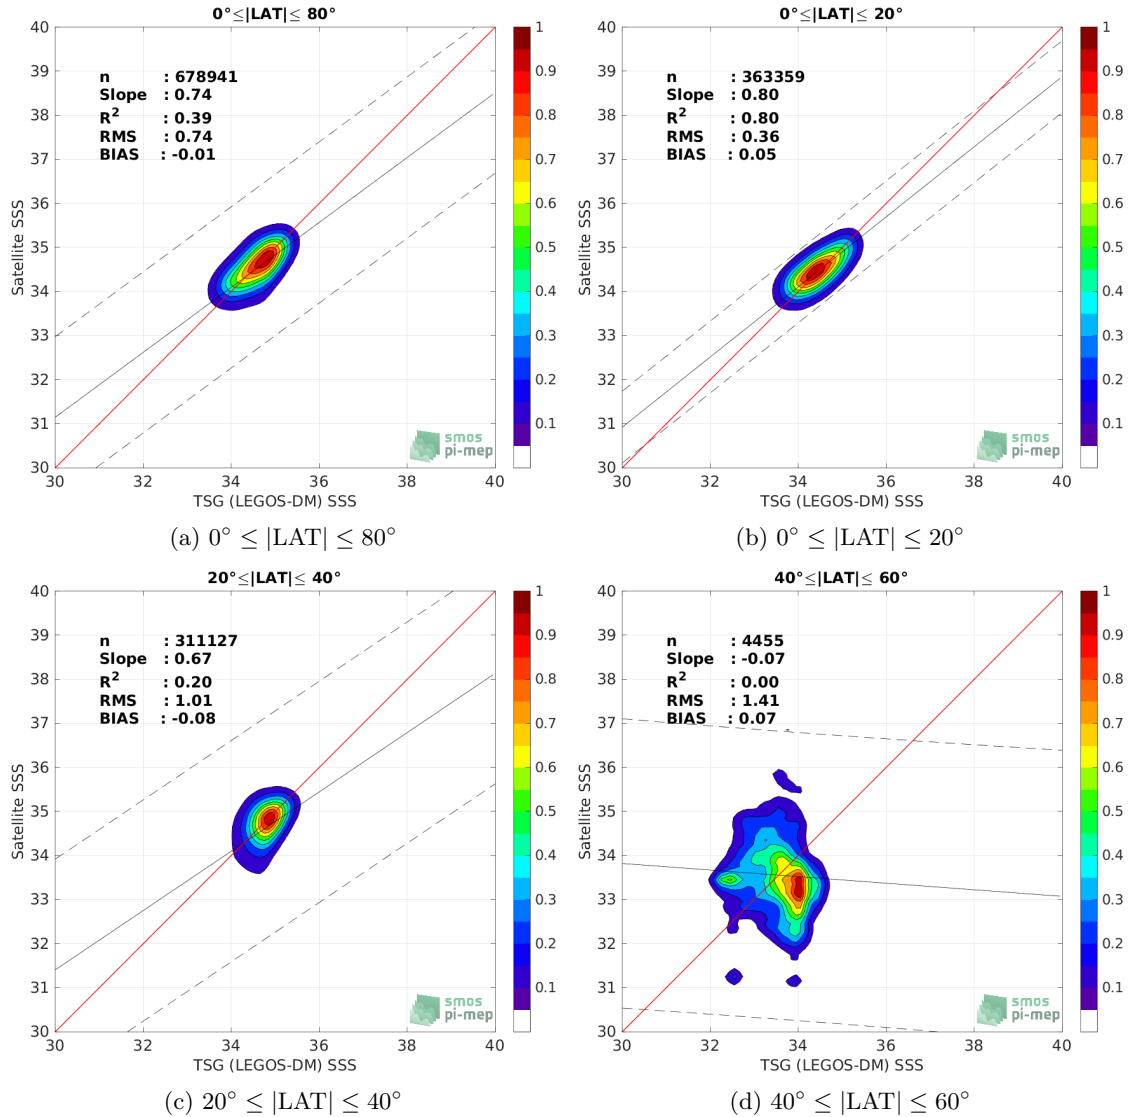 0°≤|LAT|≤ 80°
n : 678941
Slope : 0.74
R² : 0.39
RMS : 0.74
BIAS : -0.01
Satellite SSS
40
39
38
37
36
35
34
33
32
31
30
30 32 34 36 38 40
TSG (LEGOS-DM) SSS
1
0.9
0.8
0.7
0.6
0.5
0.4
0.3
0.2
0.1
smos
pi-mep
(a) 0° ≤ |LAT| ≤ 80°
0°≤|LAT|≤ 20°
n : 363359
Slope : 0.80
R² : 0.80
RMS : 0.36
BIAS : 0.05
Satellite SSS
40
39
38
37
36
35
34
33
32
31
30
30 32 34 36 38 40
TSG (LEGOS-DM) SSS
1
0.9
0.8
0.7
0.6
0.5
0.4
0.3
0.2
0.1
smos
pi-mep
(b) 0° ≤ |LAT| ≤ 20°
20°≤|LAT|≤ 40°
n : 311127
Slope : 0.67
R² : 0.20
RMS : 1.01
BIAS : -0.08
Satellite SSS
40
39
38
37
36
35
34
33
32
31
30
30 32 34 36 38 40
TSG (LEGOS-DM) SSS
1
0.9
0.8
0.7
0.6
0.5
0.4
0.3
0.2
0.1
smos
pi-mep
(c) 20° ≤ |LAT| ≤ 40°
40°≤|LAT|≤ 60°
n : 4455
Slope : -0.07
R² : 0.00
RMS : 1.41
BIAS : 0.07
Satellite SSS
40
39
38
37
36
35
34
33
32
31
30
30 32 34 36 38 40
TSG (LEGOS-DM) SSS
1
0.9
0.8
0.7
0.6
0.5
0.4
0.3
0.2
0.1
smos
pi-mep
(d) 40° ≤ |LAT| ≤ 60°